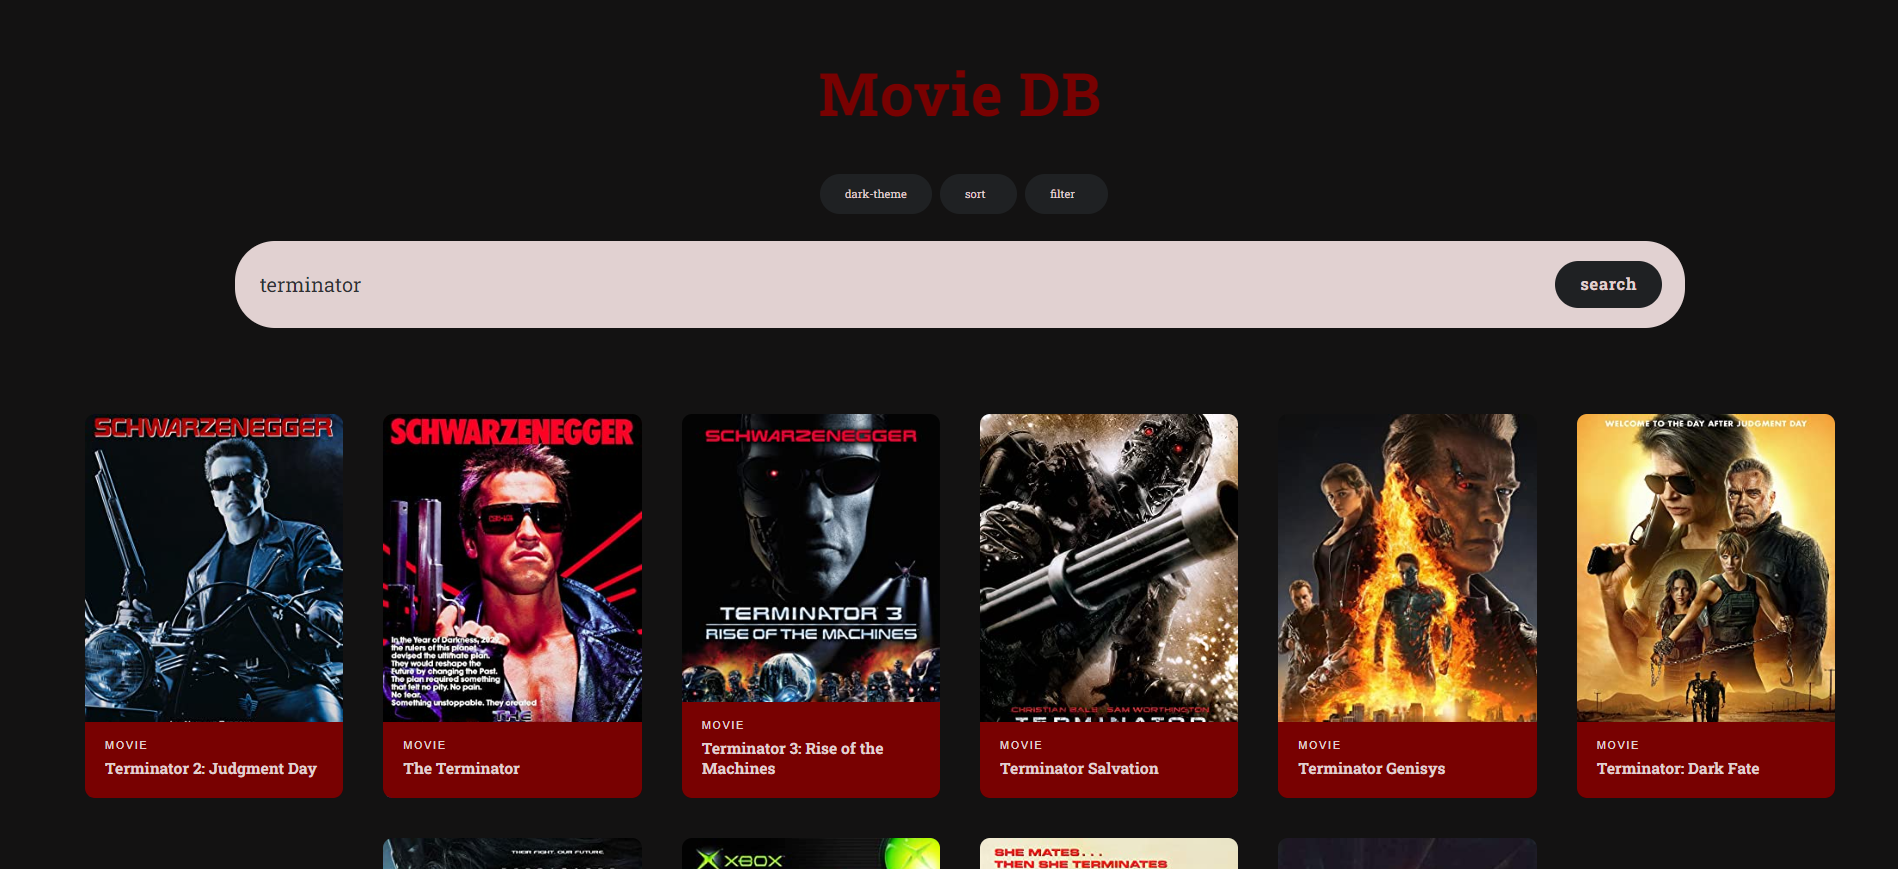 Movie DB
dark-theme
sort
filter
terminator
search
SCHWARZENEGGER
MOVIE
Terminator 2: Judgment Day
SCHWARZENEGGER
In the Year of Darkness, 2029,
the rulers of this planet
devised the ultimate plan.
They would reshape the
Future by changing the Past.
The plan required something
that felt no pity. No pain.
No fear.
Something unstoppable. They created
THE
MOVIE
The Terminator
SCHWARZENEGGER
TERMINATOR 3
RISE OF THE MACHINES
MOVIE
Terminator 3: Rise of the
Machines
CHRISTIAN BALE SAM WORTHINGTON
TERMINATOR
MOVIE
Terminator Salvation
MOVIE
Terminator Genisys
WELCOME TO THE DAY AFTER JUDGMENT DAY
MOVIE
Terminator: Dark Fate
THEIR FIGHT. OUR FUTURE.
XBOX
SHE MATES...
THEN SHE TERMINATES